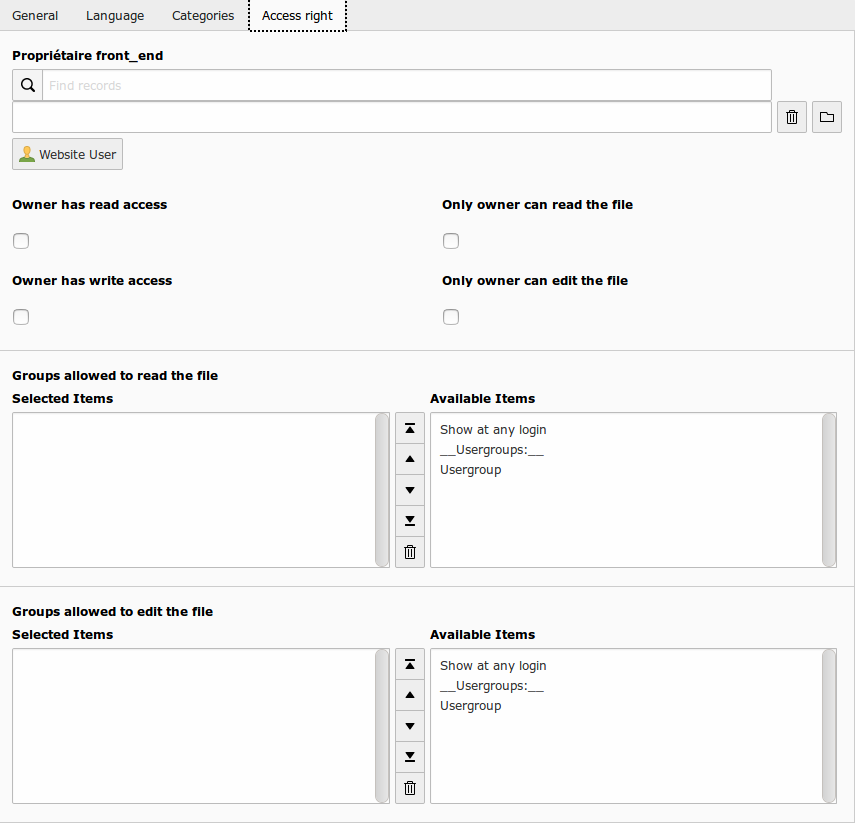 General Language Categories Access right
Propriétaire front_end
Find records
Website User
Owner has read access Only owner can read the file
Owner has write access Only owner can edit the file
Groups allowed to read the file
Selected Items Available Items
Show at any login
__Usergroups:__
Usergroup
Groups allowed to edit the file
Selected Items Available Items
Show at any login
__Usergroups:__
Usergroup